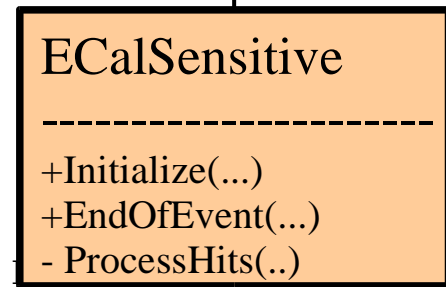 ECalSensitive
-----------------------
+Initialize(...)
+EndOfEvent(...)
- ProcessHits(..)